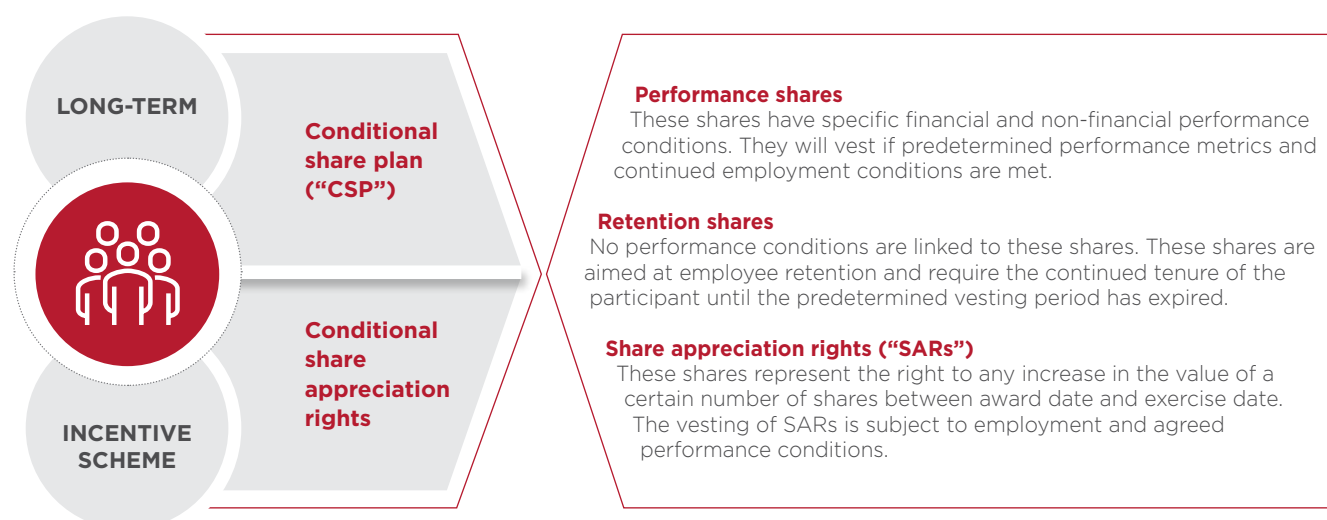 LONG-TERM
INCENTIVE
SCHEME
Conditional
share plan
(“CSP”)
Conditional
share
appreciation
rights
Performance shares
These shares have specific financial and non-financial performance
conditions. They will vest if predetermined performance metrics and
continued employment conditions are met.
Retention shares
No performance conditions are linked to these shares. These shares are
aimed at employee retention and require the continued tenure of the
participant until the predetermined vesting period has expired.
Share appreciation rights (“SARs”)
These shares represent the right to any increase in the value of a
certain number of shares between award date and exercise date.
The vesting of SARs is subject to employment and agreed
performance conditions.